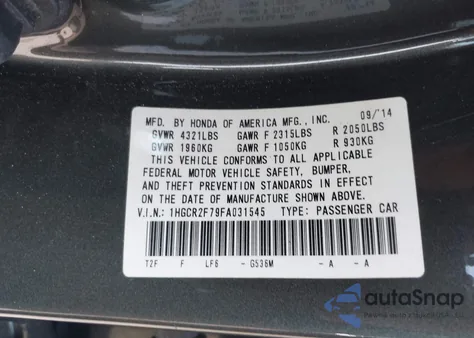 MFD. BY HONDA OF AMERICA MFG., INC. 09/'14
GVWR 4321LBS GAWR F 2315LBS R 2050LBS
GVWR 1960KG GAWR F 1050KG R 930KG
THIS VEHICLE CONFORMS TO ALL APPLICABLE
FEDERAL MOTOR VEHICLE SAFETY, BUMPER,
AND THEFT PREVENTION STANDARDS IN EFFECT
ON THE DATE OF MANUFACTURE SHOWN ABOVE.
V.I.N.: 1HGCR2F79FA031545 TYPE: PASSENGER CAR
T2F F LF6 - G536M - A - A
autoSnap